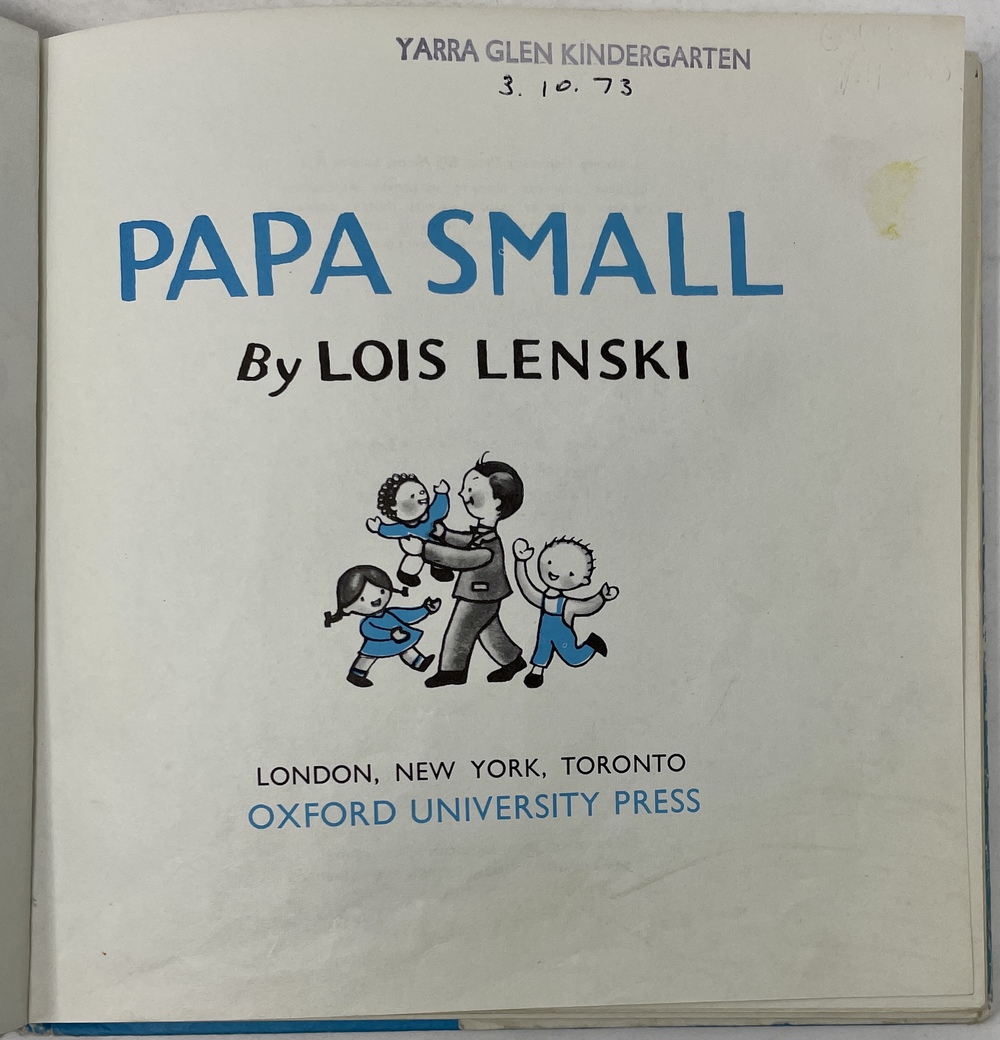 YARRA GLEN KINDERGARTEN
3. 10. 73
PAPA SMALL
By LOIS LENSKI
LONDON, NEW YORK, TORONTO
OXFORD UNIVERSITY PRESS